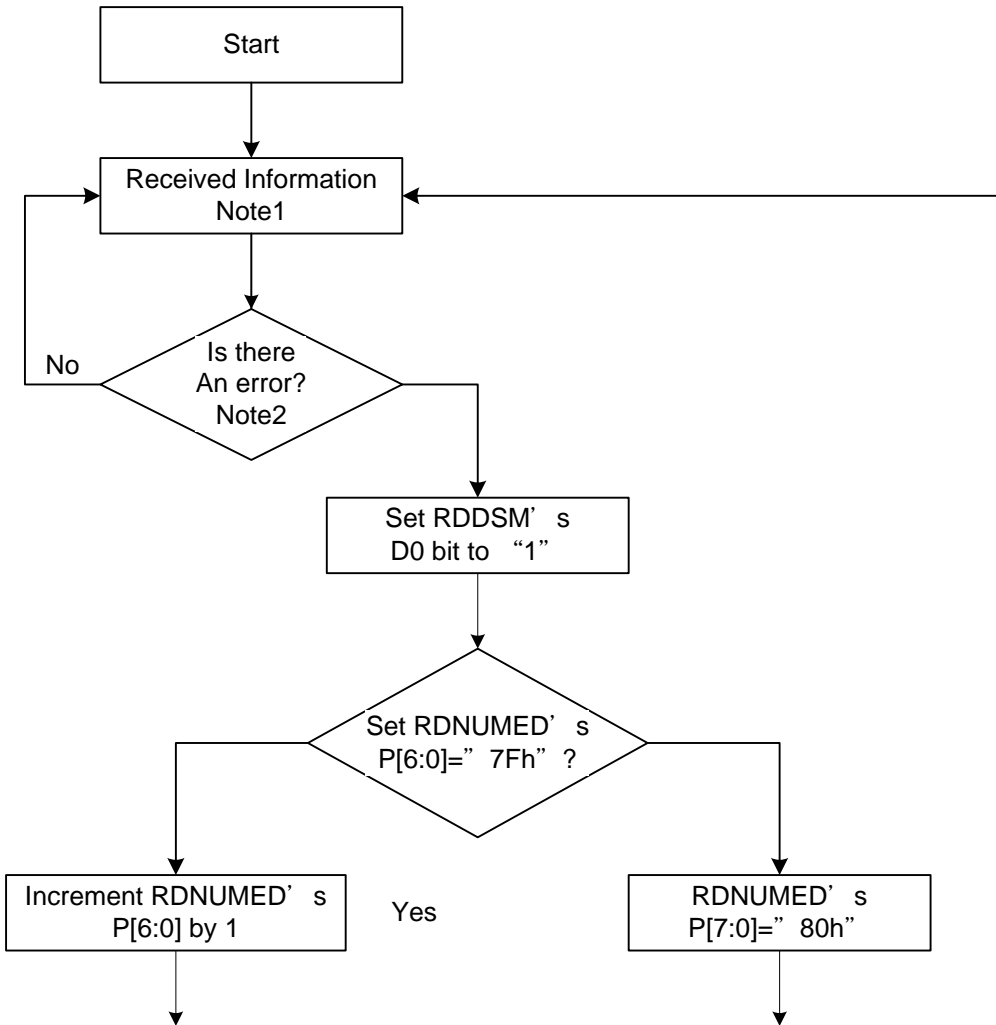 Start
Received Information
Note1
No
Is there
An error?
Note2
Set RDDSM’ s
D0 bit to “1”
Set RDNUMED’ s
P[6:0]=” 7Fh” ?
Increment RDNUMED’ s
P[6:0] by 1
Yes
RDNUMED’ s
P[7:0]=” 80h”